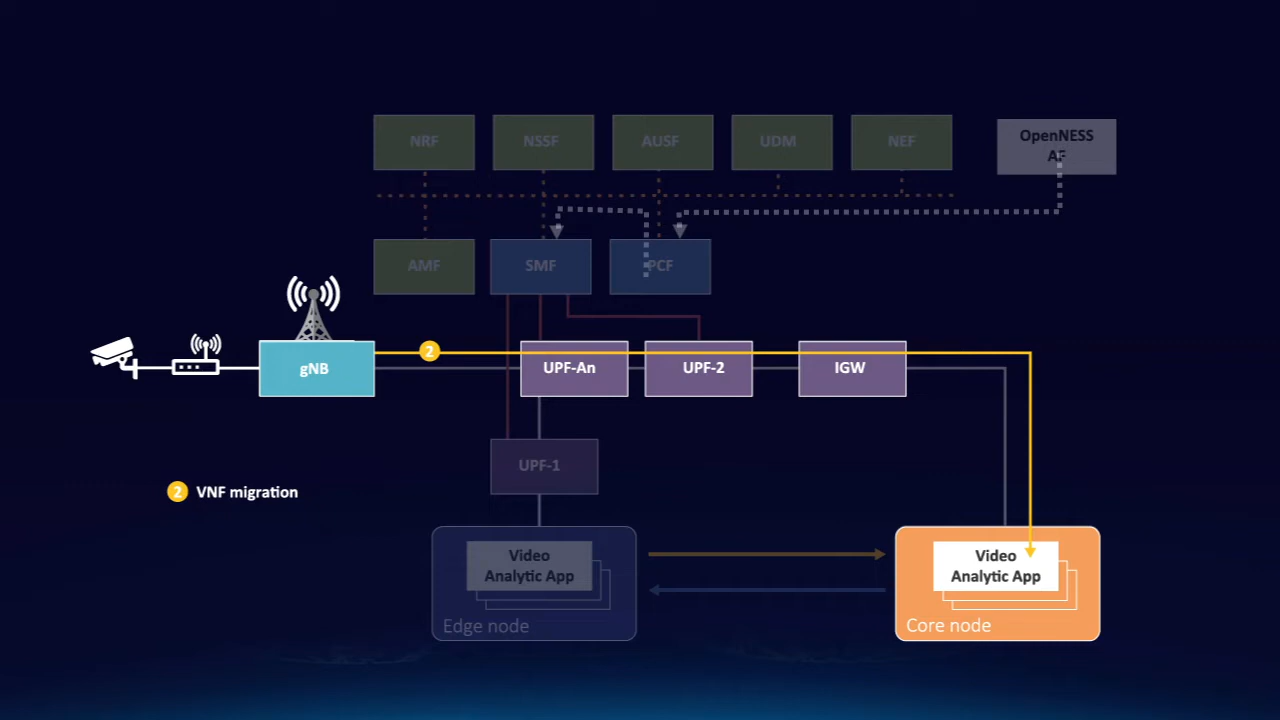 NRF
NSSF
AUSF
UDM
NEF
OpenNESS
AF
AMF
SMF
PCF
2
gNB
UPF-An
UPF-2
IGW
UPF-1
2 VNF migration
Video
Analytic App
Edge node
Video
Analytic App
Core node